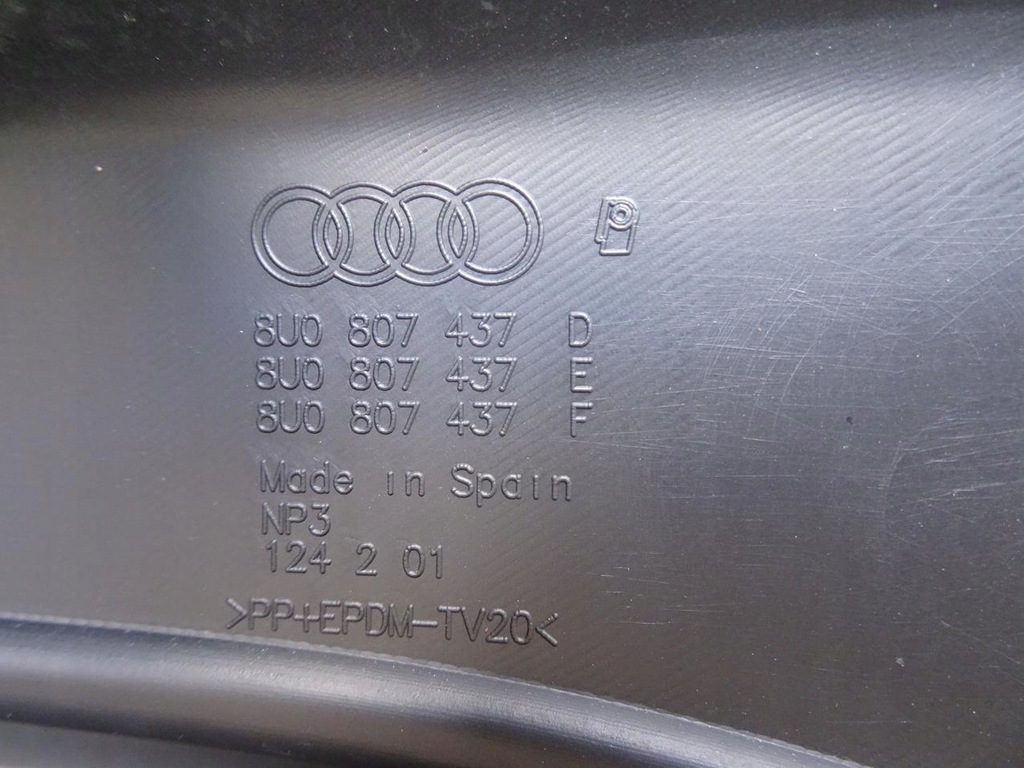 8U0 807 437 D
8U0 807 437 E
8U0 807 437 F
Made in Spain
NP3
124 2 01
>PP+EPDM-TV20<